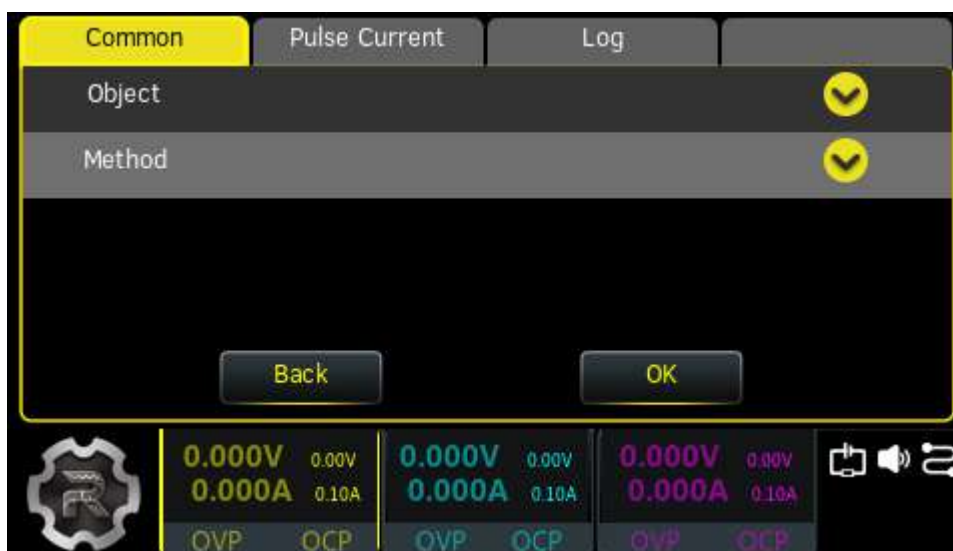 Common Pulse Current Log
Object
Method
Back OK
0.000V 0.00V 0.000V 0.00V 0.000V 0.00V
0.000A 0.10A 0.000A 0.10A 0.000A 0.10A
OVP OCP OVP OCP OVP OCP
R